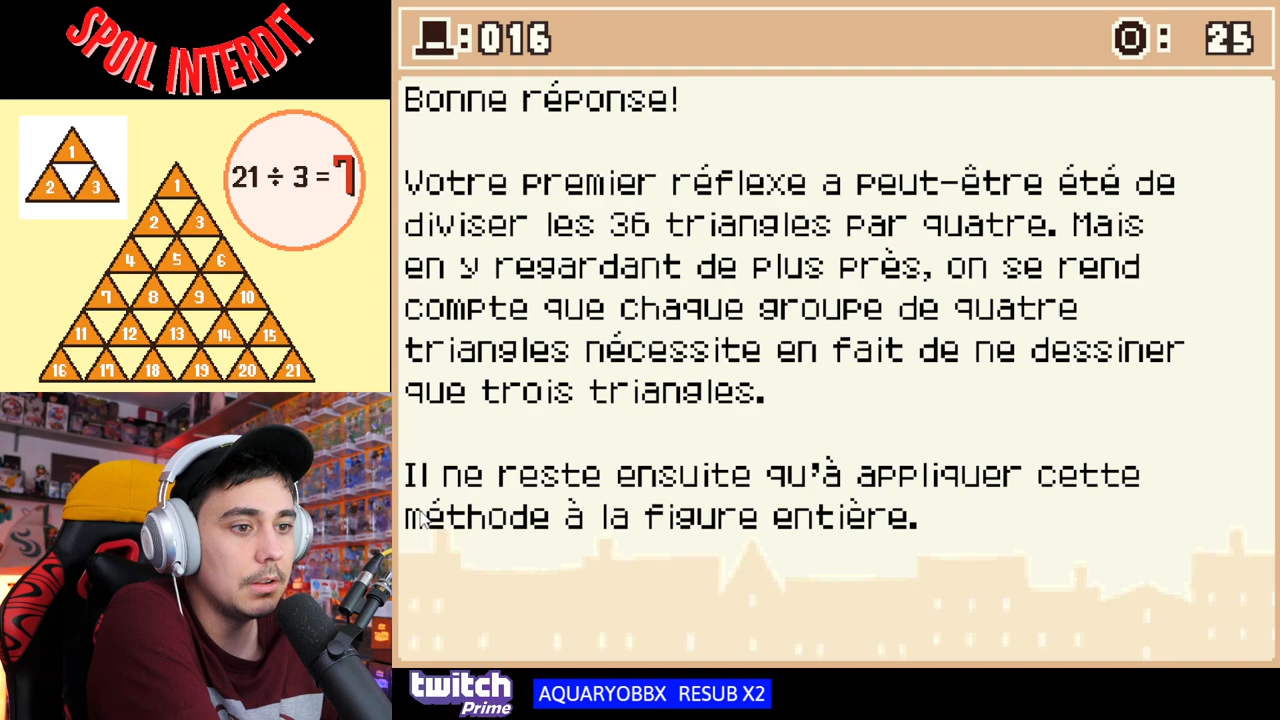 SPOIL INTERDIT
1
2 3
21 ÷ 3 = 7
1
2 3
4 5 6
7 8 9 10
11 12 13 14 15
16 17 18 19 20 21
:016
: 25
Bonne réponse!
Votre premier réflexe a peut-être été de
diviser les 36 triangles par quatre. Mais
en y regardant de plus près, on se rend
compte que chaque groupe de quatre
triangles nécessite en fait de ne dessiner
que trois triangles.
Il ne reste ensuite qu'à appliquer cette
méthode à la figure entière.
twitch
Prime
AQUARYOBBX RESUB X2